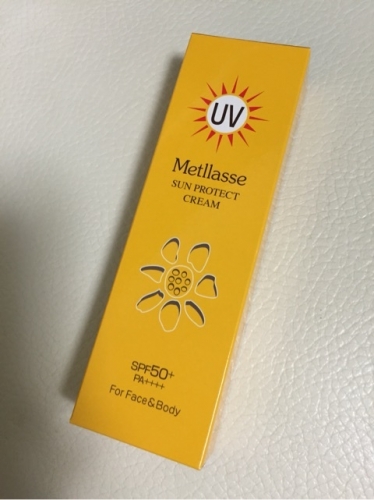 UV
Metllasse
SUN PROTECT
CREAM
SPF50+
PA++++
For Face&Body